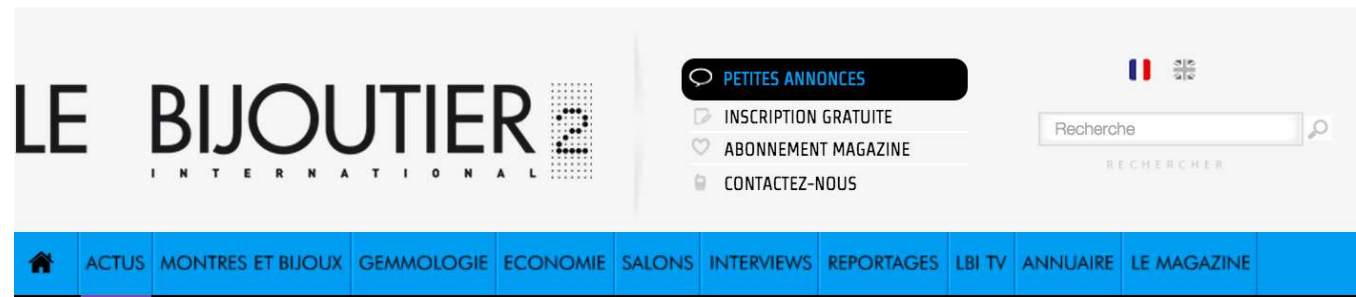 LE BIJOUTIER 2
INTERNATIONAL
PETITES ANNONCES
INSCRIPTION GRATUITE
ABONNEMENT MAGAZINE
CONTACTEZ-NOUS
Recherche
RECHERCHER
ACTUS MONTRES ET BIJOUX GEMMOLOGIE ECONOMIE SALONS INTERVIEWS REPORTAGES LBI TV ANNUAIRE LE MAGAZINE